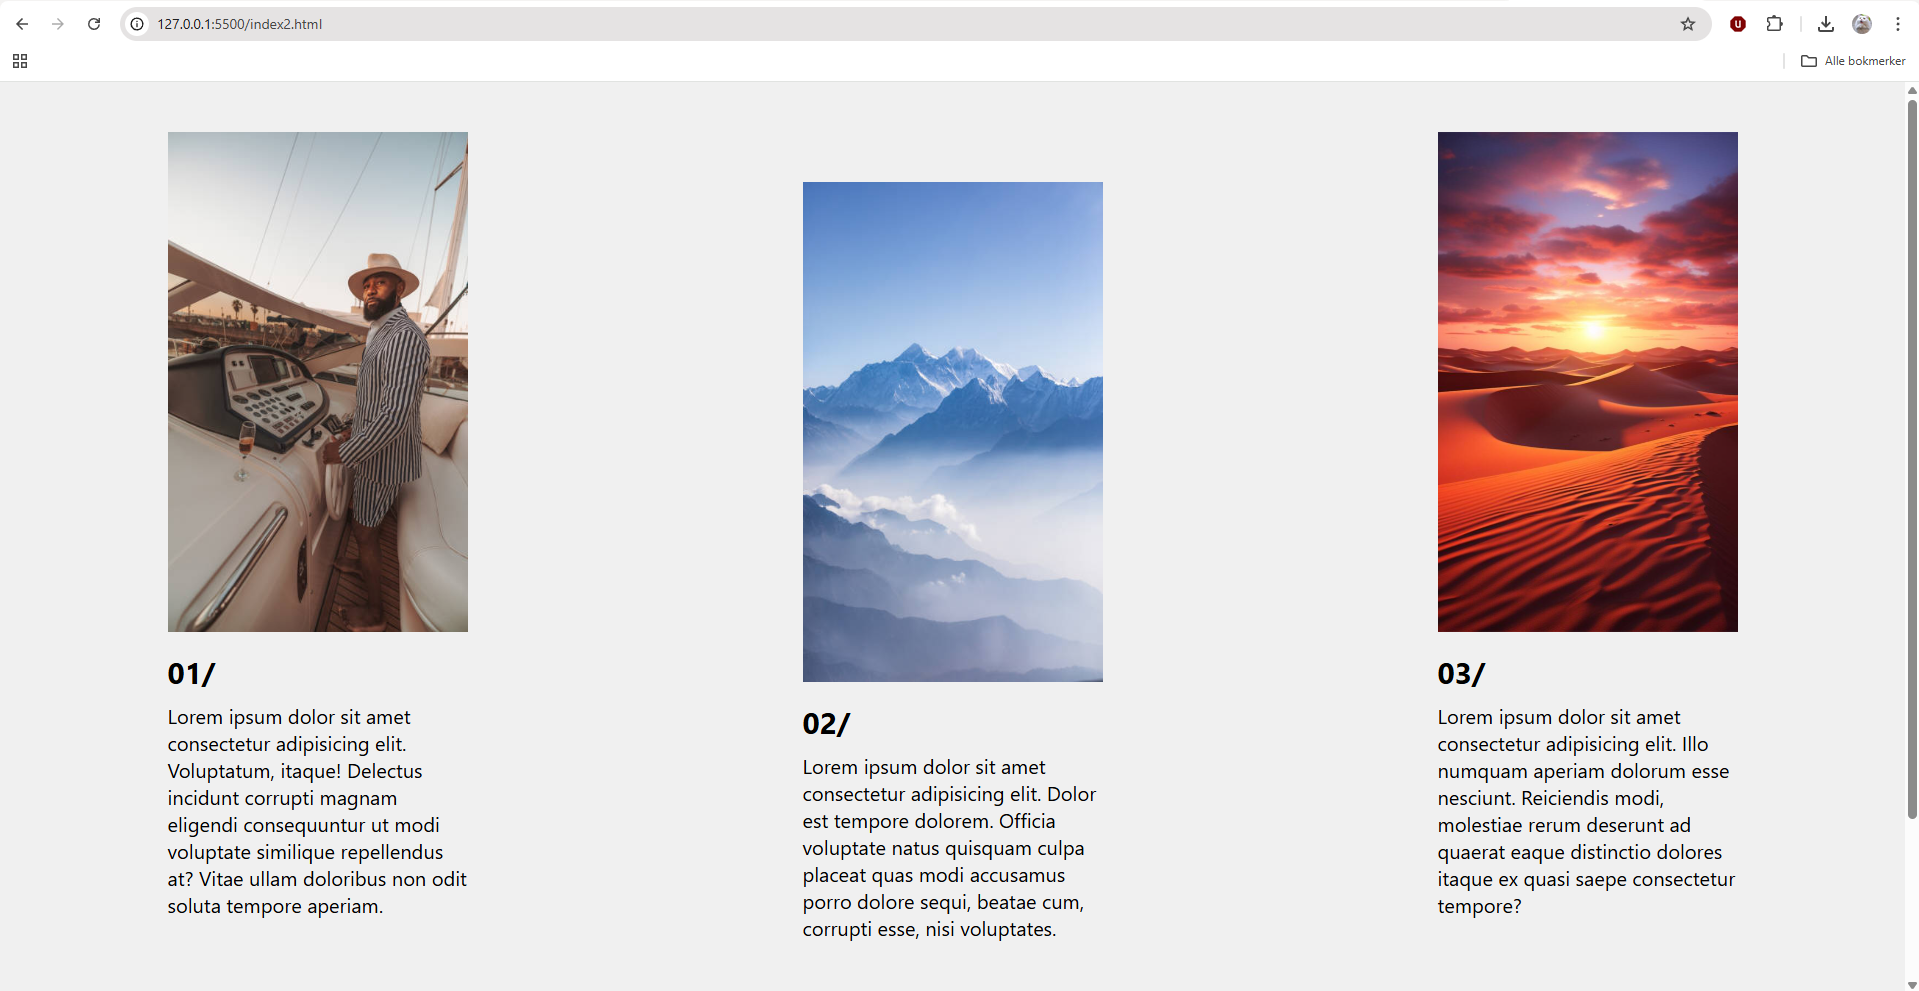 127.0.0.1:5500/index2.html
Alle bokmerker
01/
Lorem ipsum dolor sit amet
consectetur adipisicing elit.
Voluptatum, itaque! Delectus
incidunt corrupti magnam
eligendi consequuntur ut modi
voluptate similique repellendus
at? Vitae ullam doloribus non odit
soluta tempore aperiam.
02/
Lorem ipsum dolor sit amet
consectetur adipisicing elit. Dolor
est tempore dolorem. Officia
voluptate natus quisquam culpa
placeat quas modi accusamus
porro dolore sequi, beatae cum,
corrupti esse, nisi voluptates.
03/
Lorem ipsum dolor sit amet
consectetur adipisicing elit. Illo
numquam aperiam dolorum esse
nesciunt. Reiciendis modi,
molestiae rerum deserunt ad
quaerat eaque distinctio dolores
itaque ex quasi saepe consectetur
tempore?